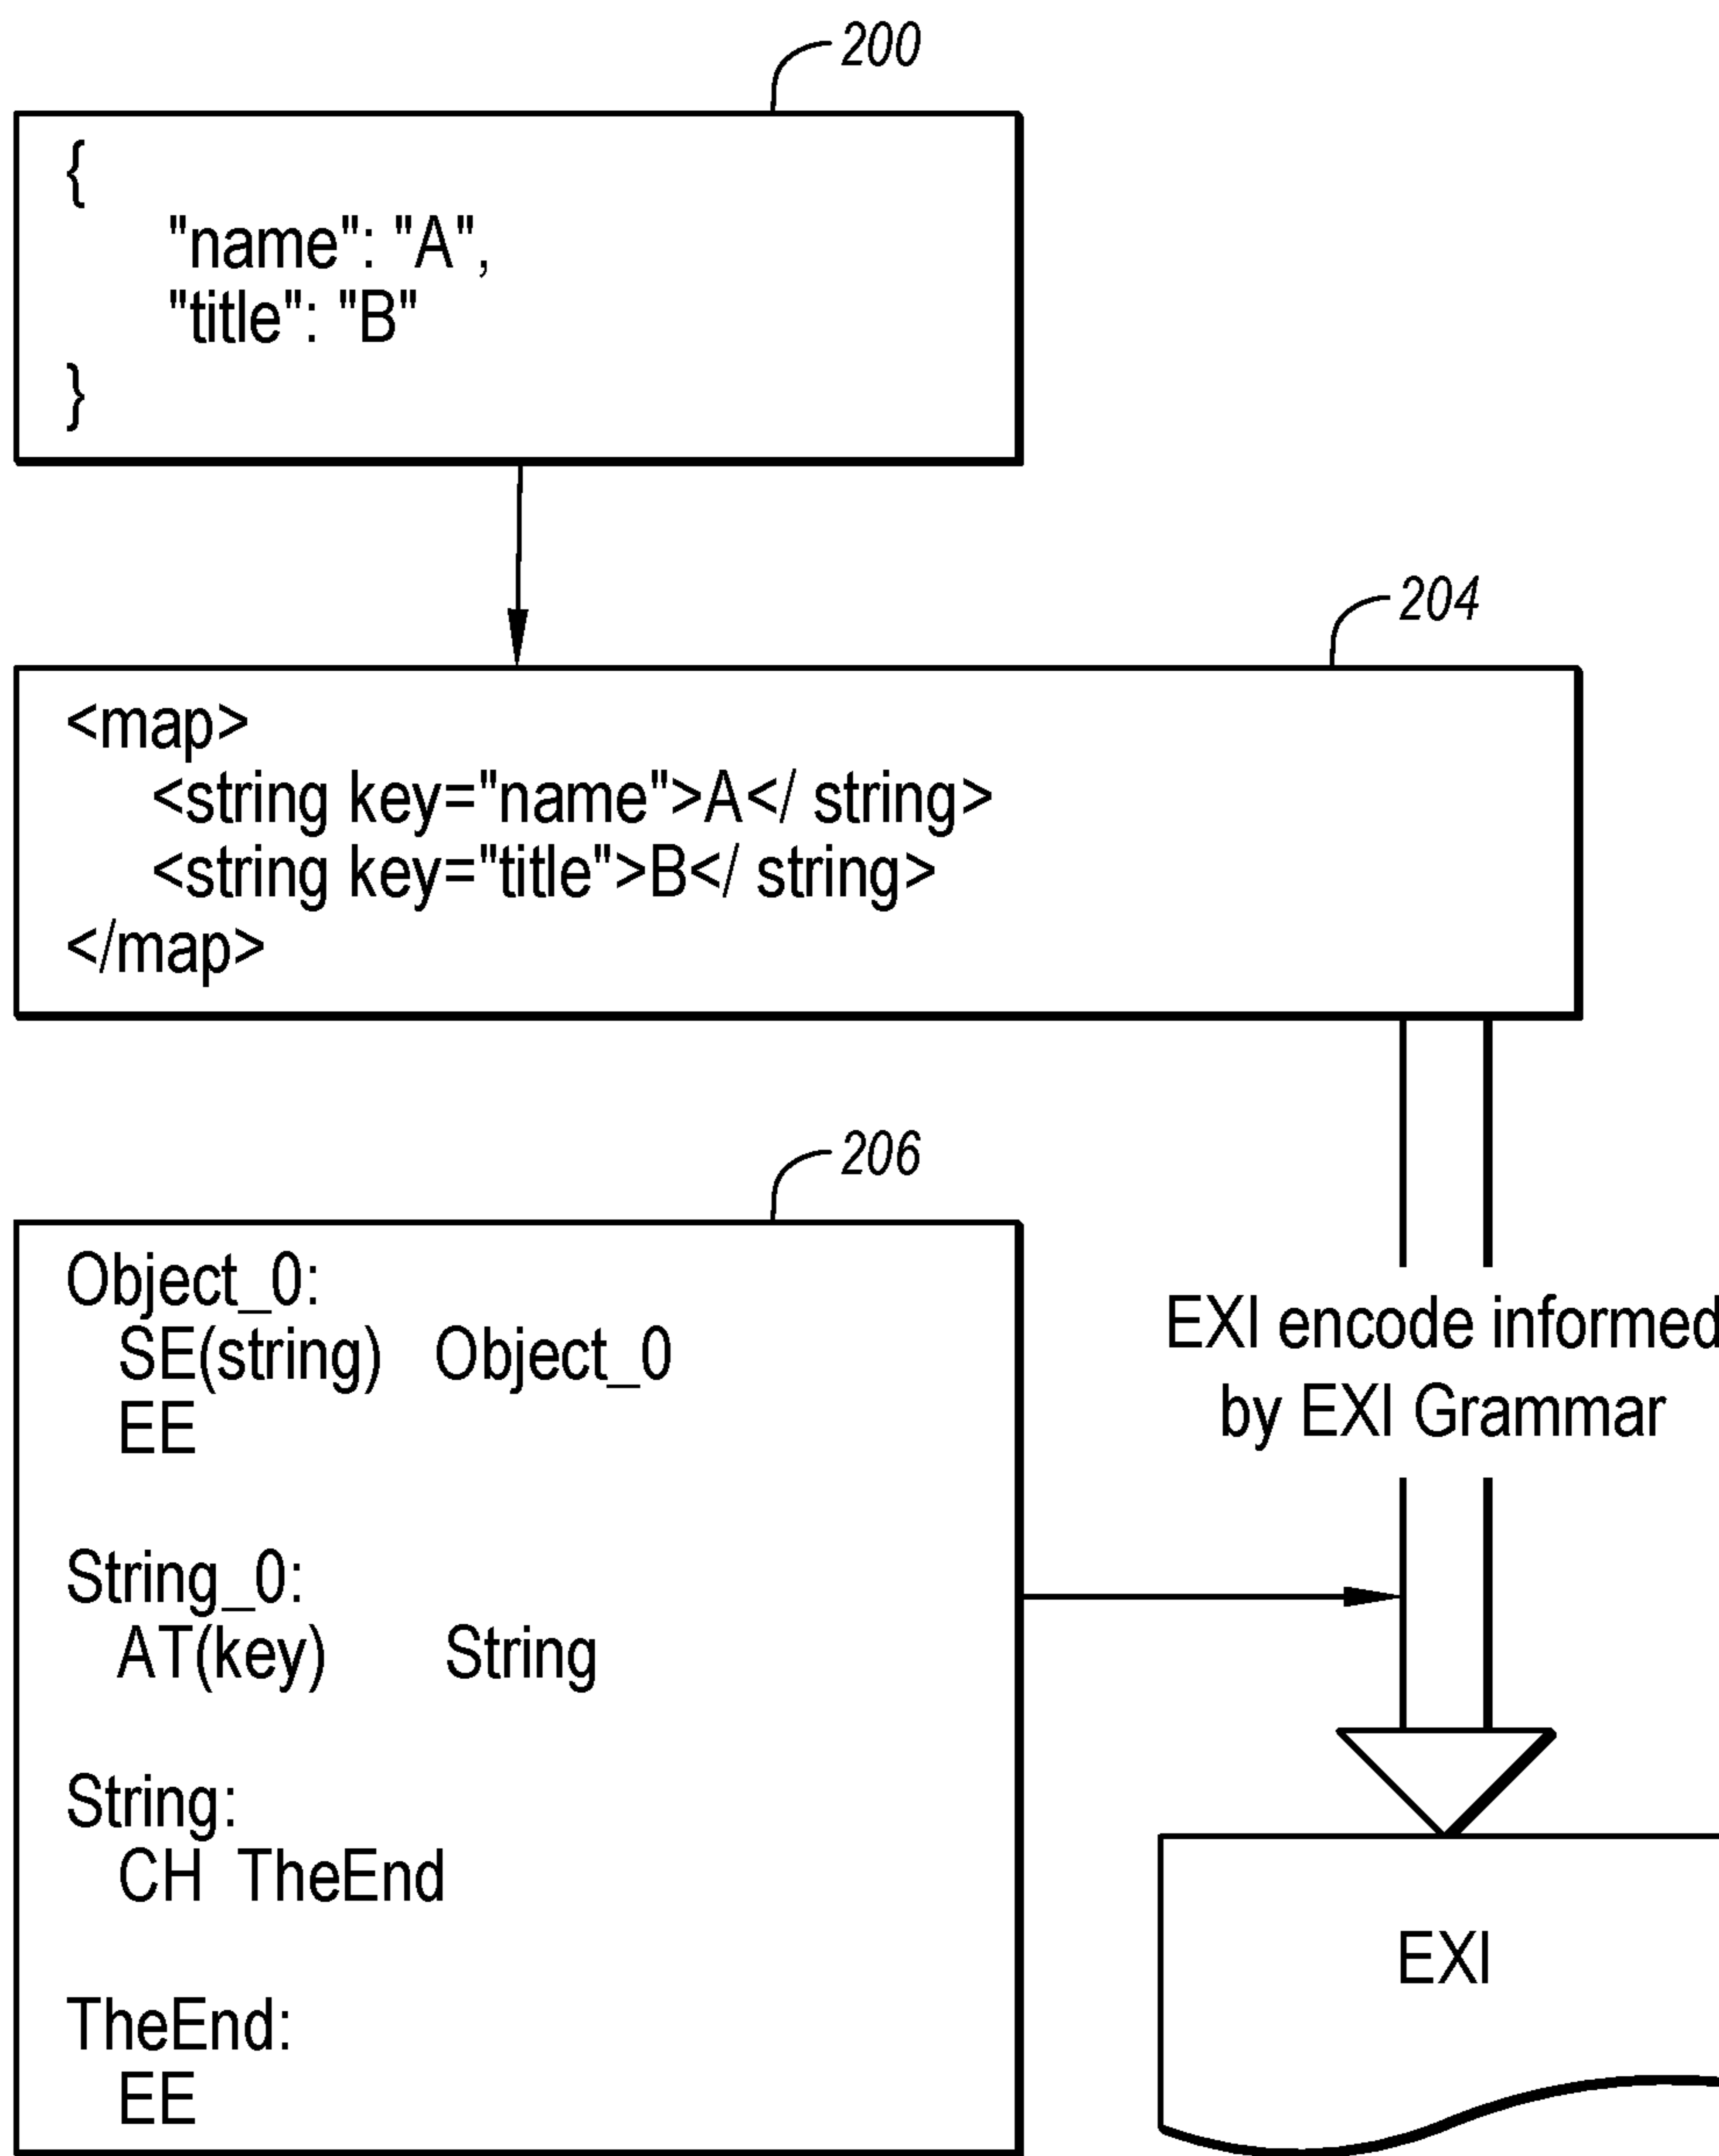 200
{
"name": "A",
"title": "B"
}
204
<map>
<string key="name">A</ string>
<string key="title">B</ string>
</map>
206
Object_0:
SE(string) Object_0
EE
String_0:
AT(key) String
String:
CH TheEnd
TheEnd:
EE
EXI encode informed
by EXI Grammar
EXI